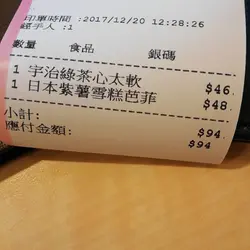 印單時間 :2017/12/20 12:28:26
經手人 :1
數量 食品 銀碼
1 宇治綠茶心太軟 $46.
1 日本紫薯雪糕芭菲 $48.
小計: $94.
應付金額: $94